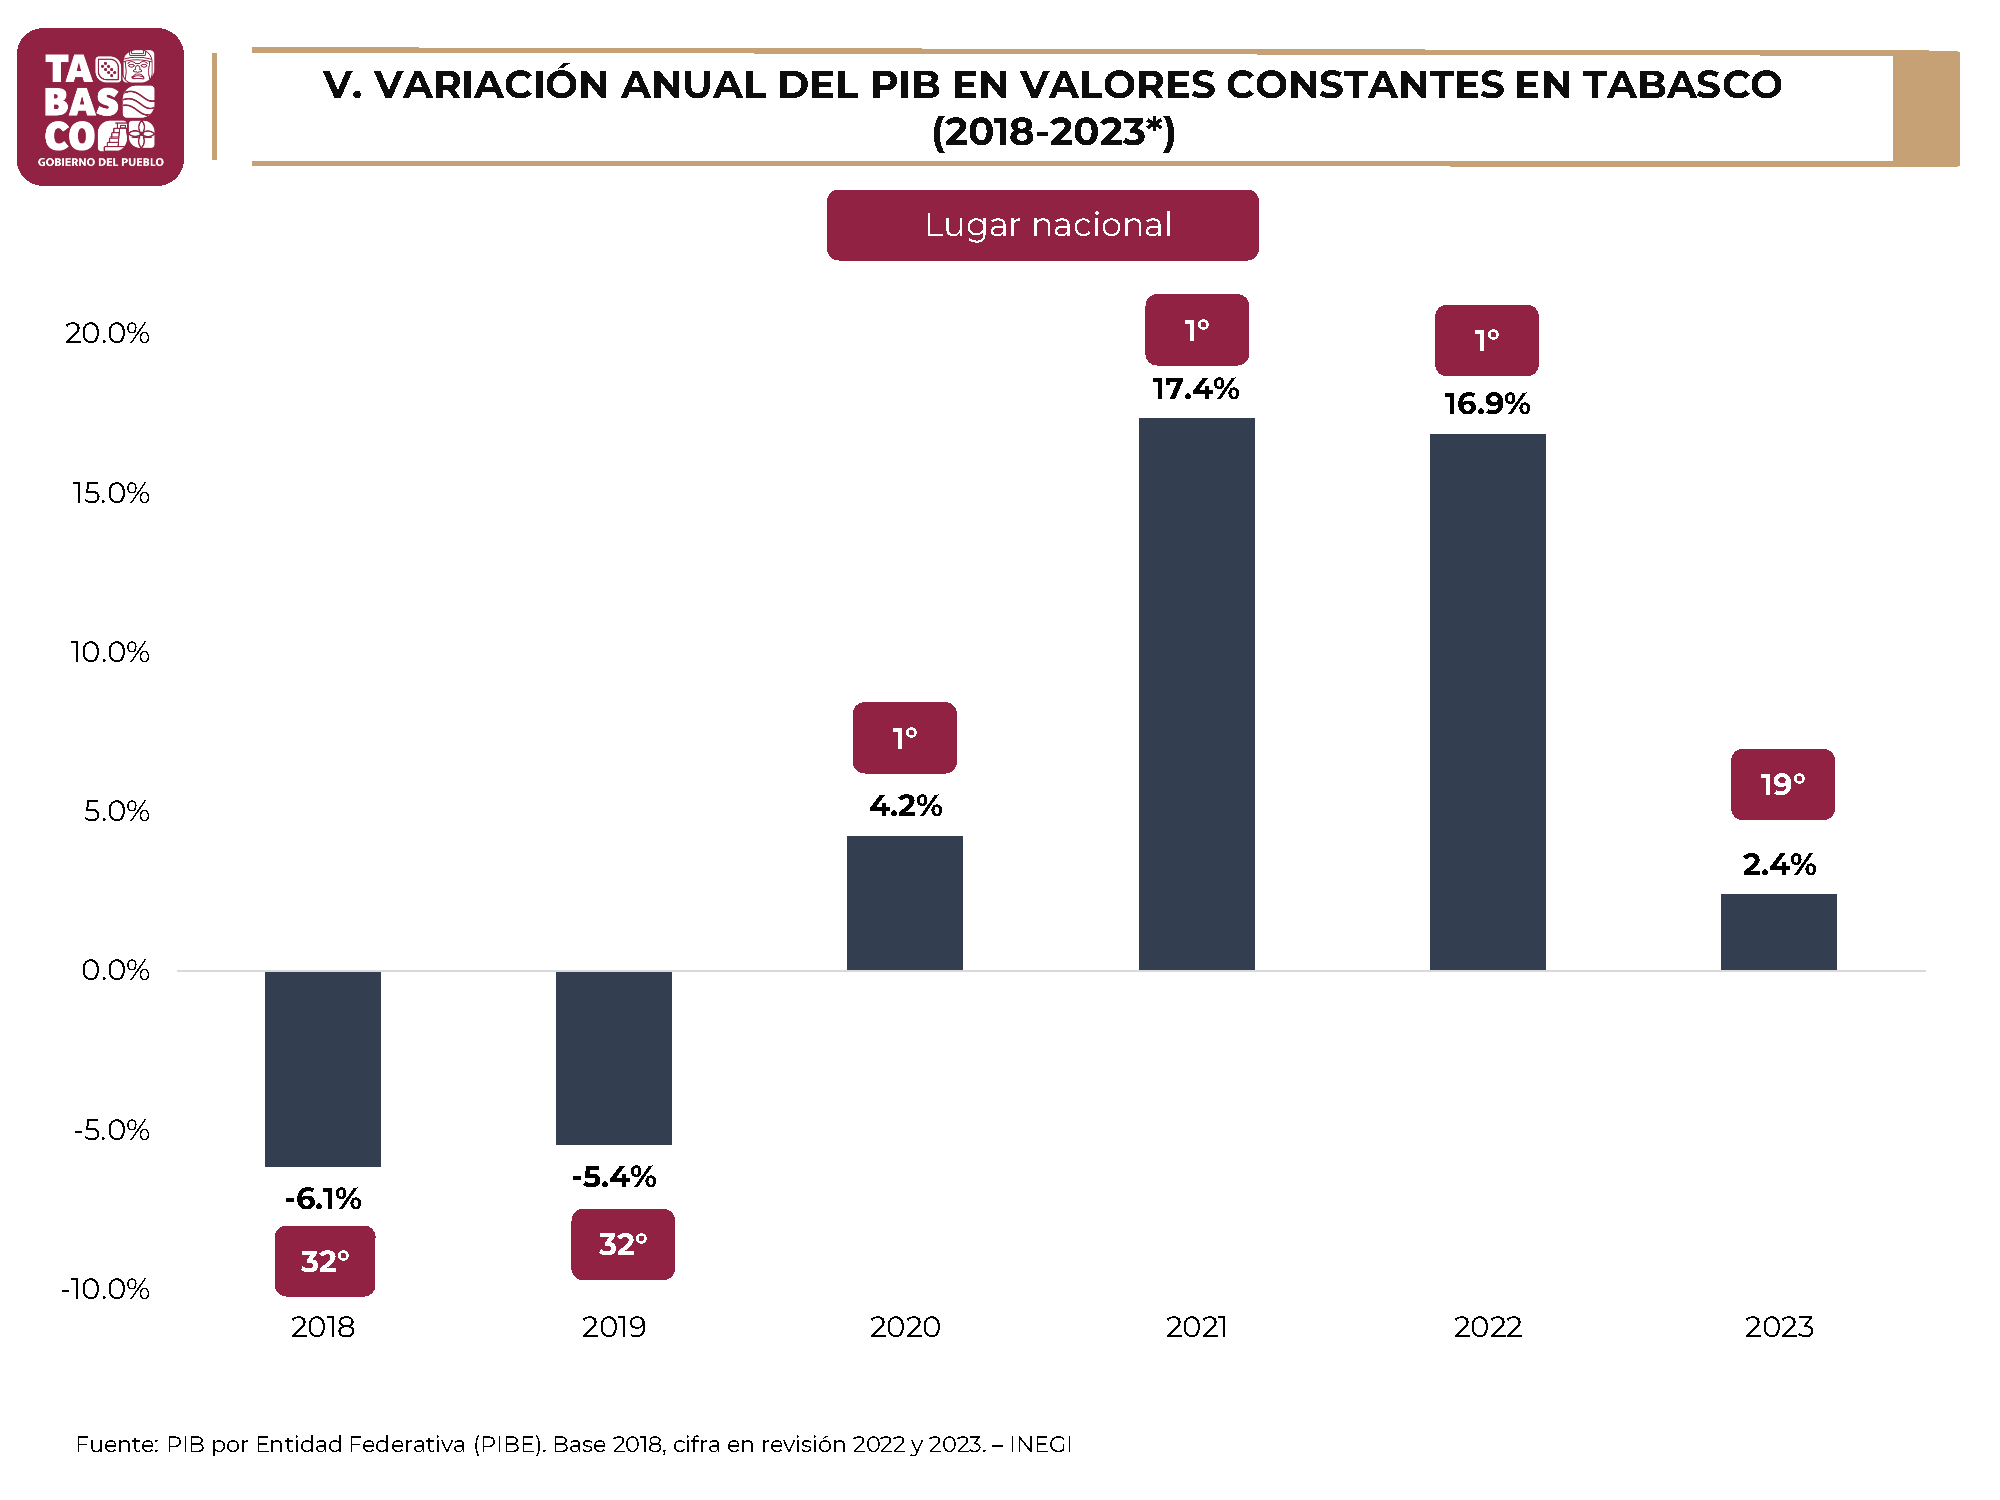 TA
BAS
CO
GOBIERNO DEL PUEBLO
V. VARIACIÓN ANUAL DEL PIB EN VALORES CONSTANTES EN TABASCO
(2018-2023*)
Lugar nacional
20.0%
15.0%
10.0%
5.0%
0.0%
-5.0%
-10.0%
-6.1%
32°
-5.4%
32°
1°
4.2%
1°
17.4%
1°
16.9%
19°
2.4%
2018 2019 2020 2021 2022 2023
Fuente: PIB por Entidad Federativa (PIBE). Base 2018, cifra en revisión 2022 y 2023. – INEGI